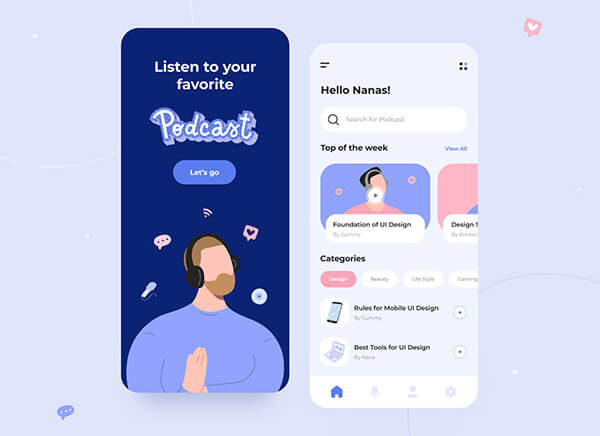 Listen to your
favorite
Podcast
Let's go
Hello Nanas!
Search for Podcast
Top of the week
View All
Foundation of UI Design
By Gummy
Design
By
Categories
Design
Beauty
Life Style
Gaming
Rules for Mobile UI Design
By Gummy
Best Tools for UI Design
By Nana